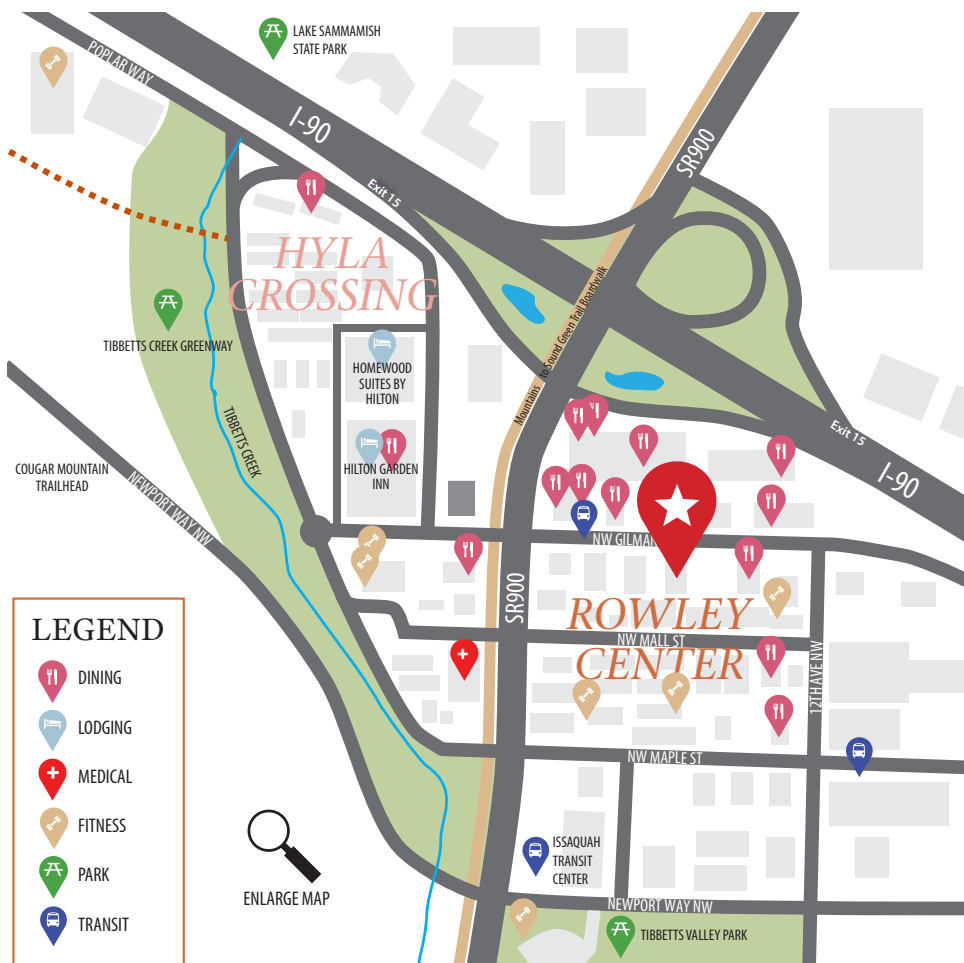 LAKE SAMMAMISH
STATE PARK
POPLAR WAY
I-90
SR900
Exit 15
HYLA
CROSSING
Mountains to Sound Green Trail Boardwalk
TIBBETTS CREEK GREENWAY
HOMEWOOD
SUITES BY
HILTON
TIBBETTS CREEK
HILTON GARDEN
INN
Exit 15
I-90
COUGAR MOUNTAIN
TRAILHEAD
NEWPORT WAY NW
NW GILMAN
SR900
ROWLEY
CENTER
NW MALL ST
12TH AVE NW
NW MAPLE ST
LEGEND
DINING
LODGING
MEDICAL
FITNESS
PARK
TRANSIT
ENLARGE MAP
ISSAQUAH
TRANSIT
CENTER
NEWPORT WAY NW
TIBBETTS VALLEY PARK